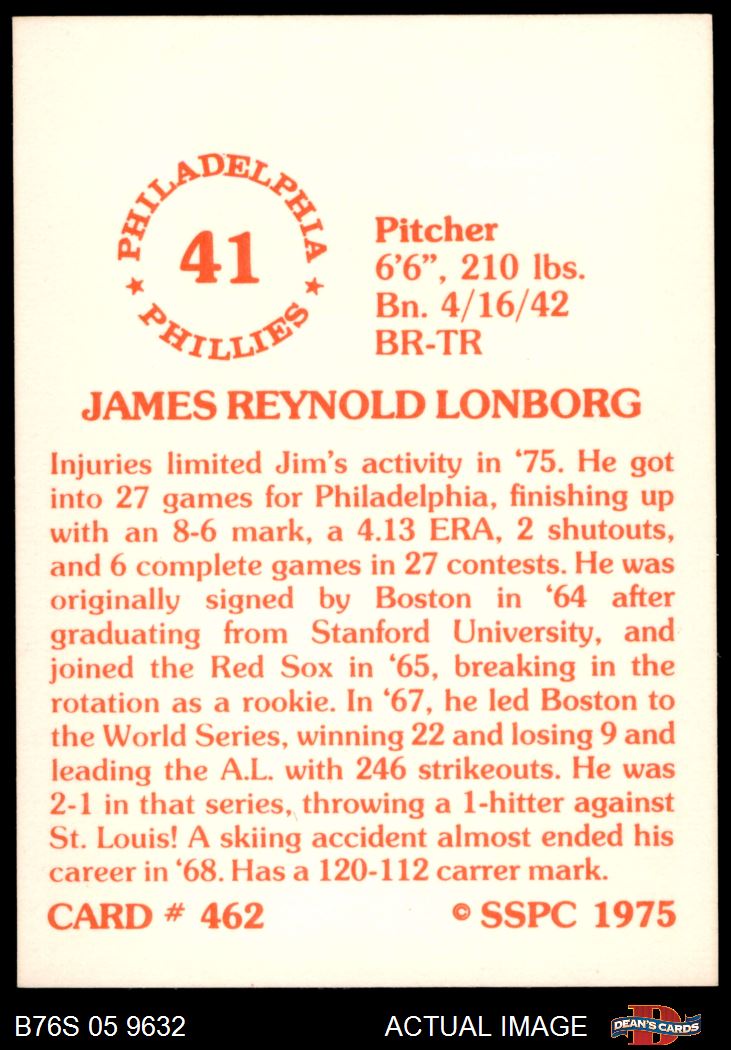 PHILADELPHIA
41
★ PHILLIES ★
Pitcher
6’6”, 210 lbs.
Bn. 4/16/42
BR-TR
JAMES REYNOLD LONBORG
Injuries limited Jim’s activity in ‘75. He got
into 27 games for Philadelphia, finishing up
with an 8-6 mark, a 4.13 ERA, 2 shutouts,
and 6 complete games in 27 contests. He was
originally signed by Boston in ‘64 after
graduating from Stanford University, and
joined the Red Sox in ‘65, breaking in the
rotation as a rookie. In ‘67, he led Boston to
the World Series, winning 22 and losing 9 and
leading the A.L. with 246 strikeouts. He was
2-1 in that series, throwing a 1-hitter against
St. Louis! A skiing accident almost ended his
career in ‘68. Has a 120-112 carrer mark.
CARD # 462
© SSPC 1975
B76S 05 9632
ACTUAL IMAGE
D
DEAN'S CARDS